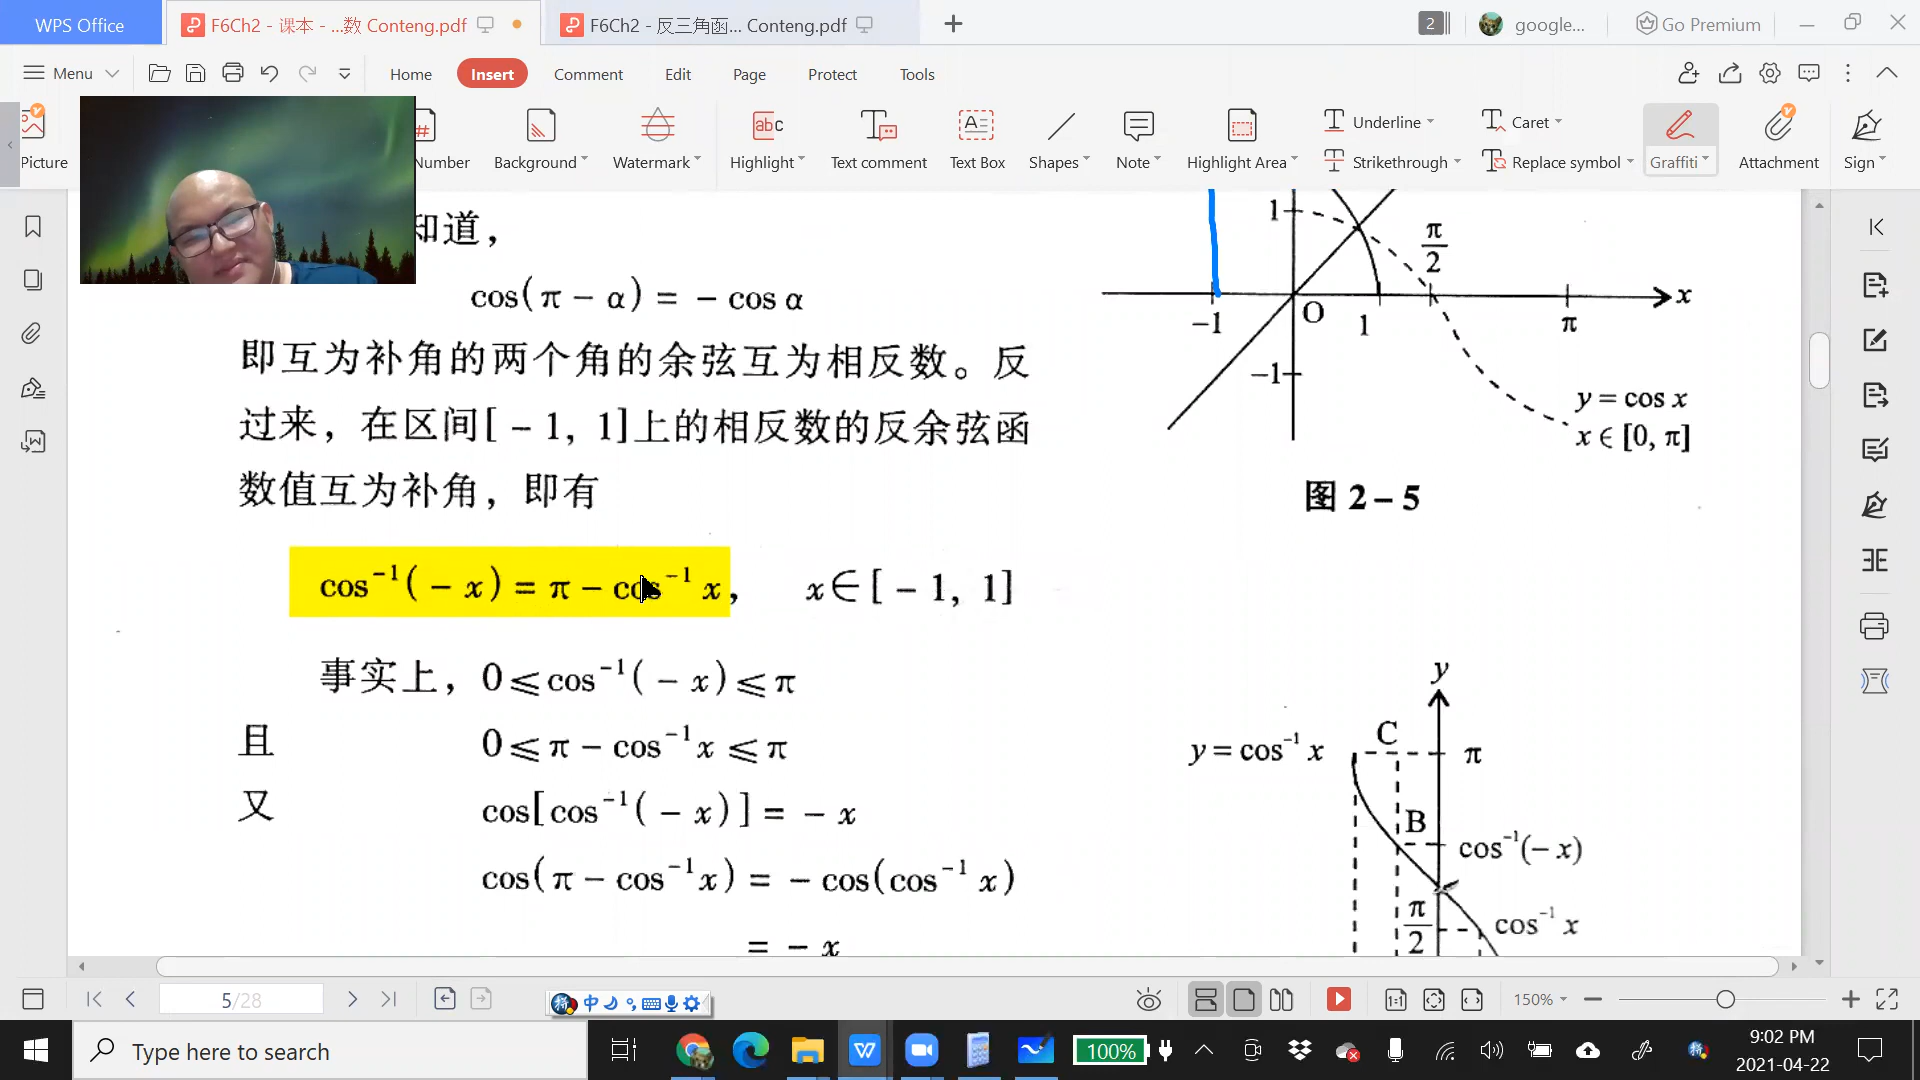 WPS Office
F6Ch2 - 课本 - ...数 Conteng.pdf
F6Ch2 - 反三角函... Conteng.pdf
2
google...
Go Premium
Menu
Home
Insert
Comment
Edit
Page
Protect
Tools
Picture
Number
Background
Watermark
Highlight
Text comment
Text Box
Shapes
Note
Highlight Area
Underline
Strikethrough
Caret
Replace symbol
Graffiti
Attachment
Sign
知道，
cos(π − α) = − cos α
即互为补角的两个角的余弦互为相反数。反
过来，在区间[ − 1, 1]上的相反数的反余弦函
数值互为补角，即有
cos⁻¹( − x) = π − cos⁻¹ x， x∈[ − 1, 1]
事实上，0 ⩽ cos⁻¹( − x) ⩽ π
且 0 ⩽ π − cos⁻¹x ⩽ π
又 cos[cos⁻¹( − x)] = − x
cos(π − cos⁻¹x) = − cos(cos⁻¹ x)
= − x
1
π/2
−1
O
1
π
x
−1
y = cos x
x ∈ [0, π]
图 2 – 5
y
y = cos⁻¹ x
C
π
B
cos⁻¹(− x)
π/2
cos⁻¹ x
5/28
中
150%
Type here to search
100%
9:02 PM
2021-04-22